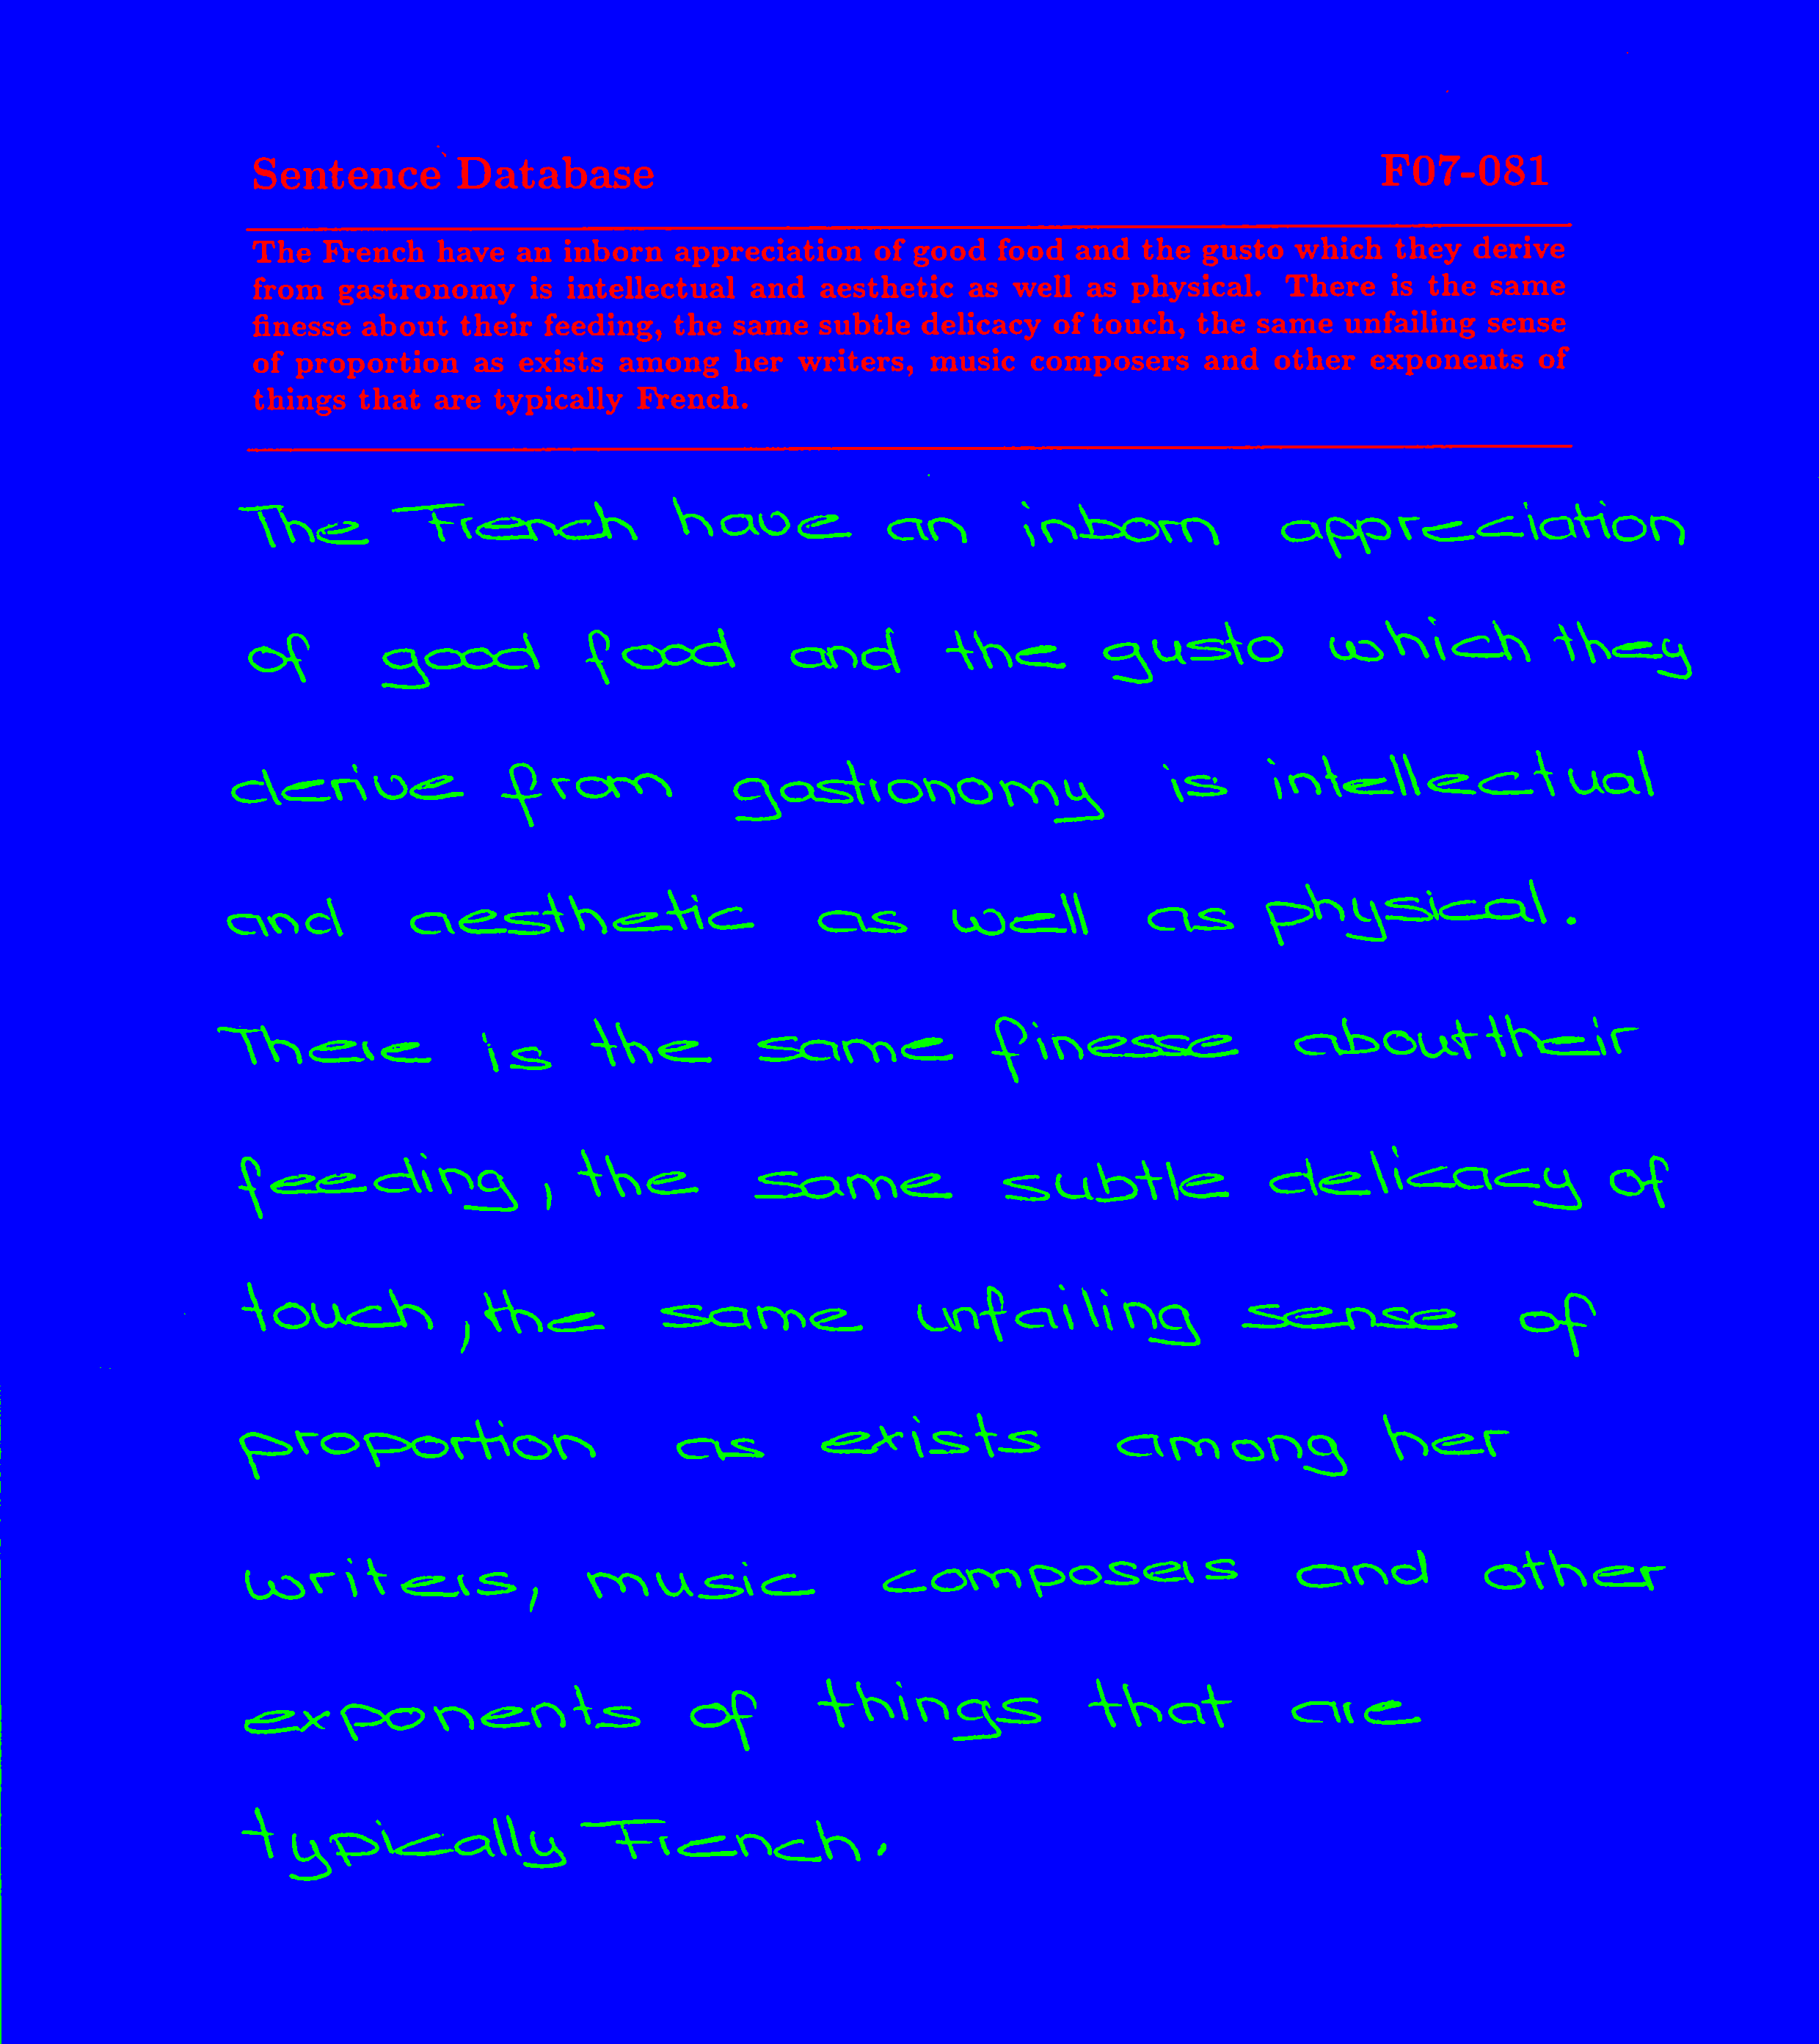 Sentence Database F07-081
The French have an inborn appreciation of good food and the gusto which they derive
from gastronomy is intellectual and aesthetic as well as physical. There is the same
finesse about their feeding, the same subtle delicacy of touch, the same unfailing sense
of proportion as exists among her writers, music composers and other exponents of
things that are typically French.
The French have an inborn appreciation
of good food and the gusto which they
derive from gastronomy is intellectual
and aesthetic as well as physical.
There is the same finesse about their
feeding, the same subtle delicacy of
touch, the same unfailing sense of
proportion as exists among her
writers, music composers and other
exponents of things that are
typically French.